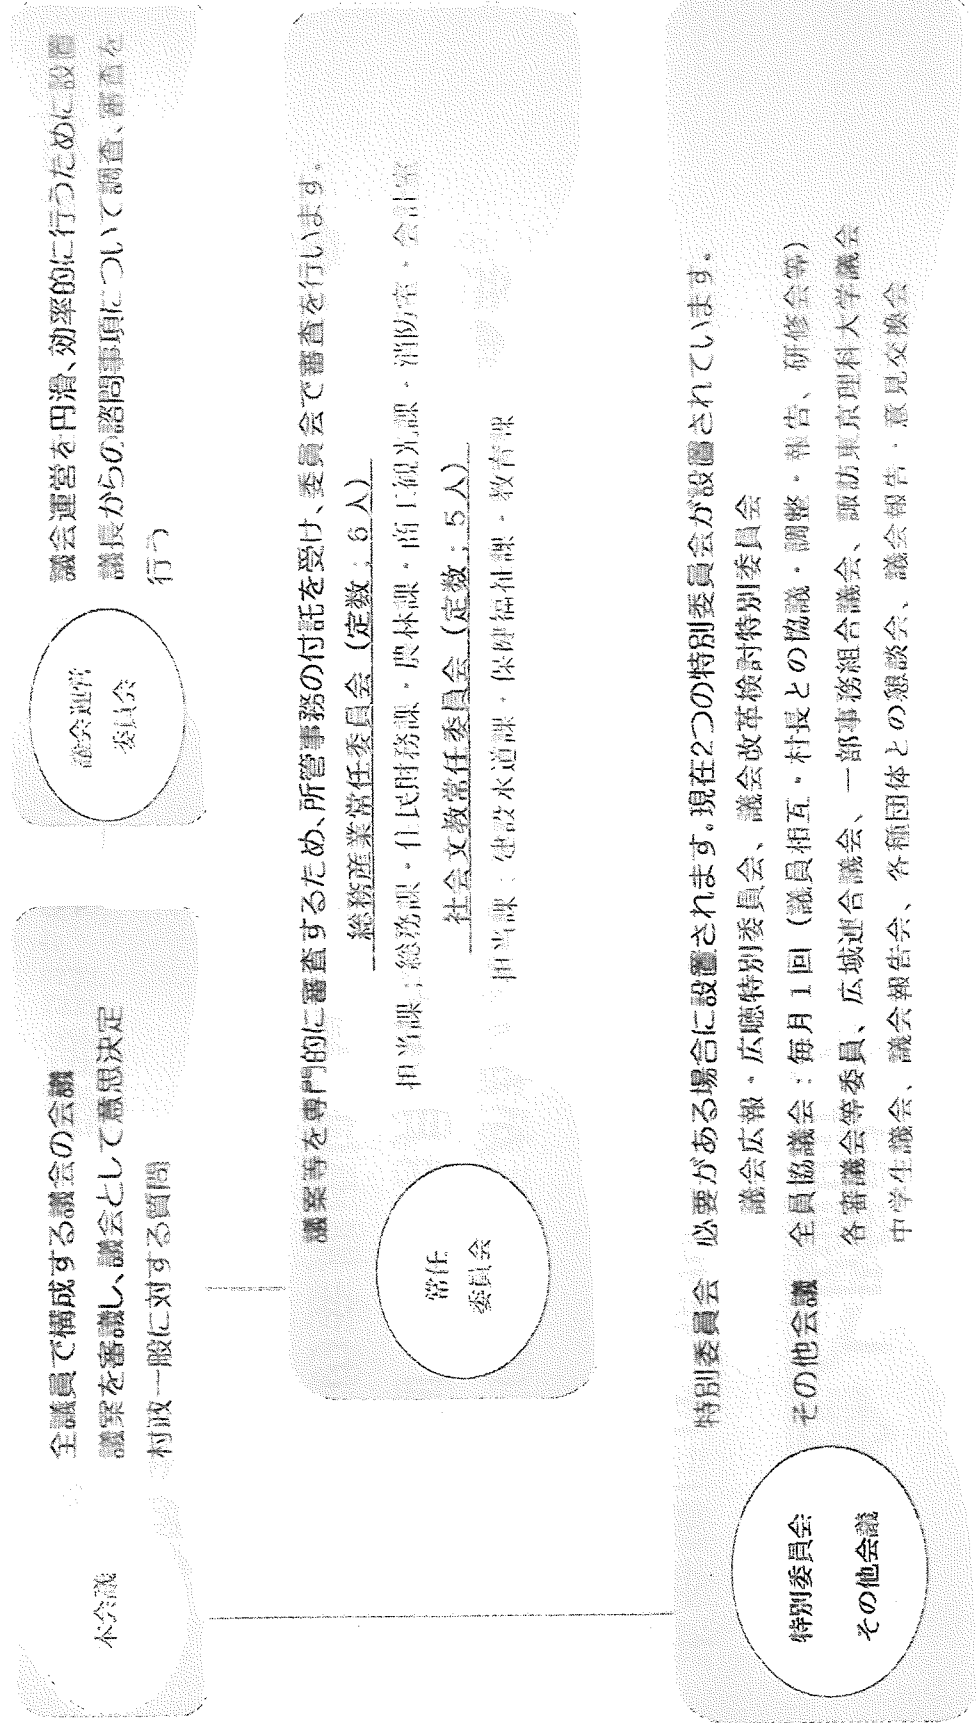 本会議
全議員で構成する議会の会議
議案を審議し、議会として意思決定
村政一般に対する質問
議会運営
委員会
議会運営を円滑、効率的に行うために設置
議長からの諮問事項について調査、審査を
行う
常任
委員会
議案等を専門的に審査するため、所管事務の付託を受け、委員会で審査を行います。
総務産業常任委員会（定数；６人）
担当課；総務課・住民財務課・農林課・商工観光課・消防室・会計室
社会文教常任委員会（定数；５人）
担当課：建設水道課・保健福祉課・教育課
特別委員会
その他会議
特別委員会　必要がある場合に設置されます。現在2つの特別委員会が設置されています。
議会広報・広聴特別委員会、議会改革検討特別委員会
その他会議　全員協議会：毎月１回（議員相互・村長との協議・調整・報告、研修会等）
各審議会等委員、広域連合議会、一部事務組合議会、諏訪東京理科大学議会
中学生議会、議会報告会、各種団体との懇談会、議会報告・意見交換会